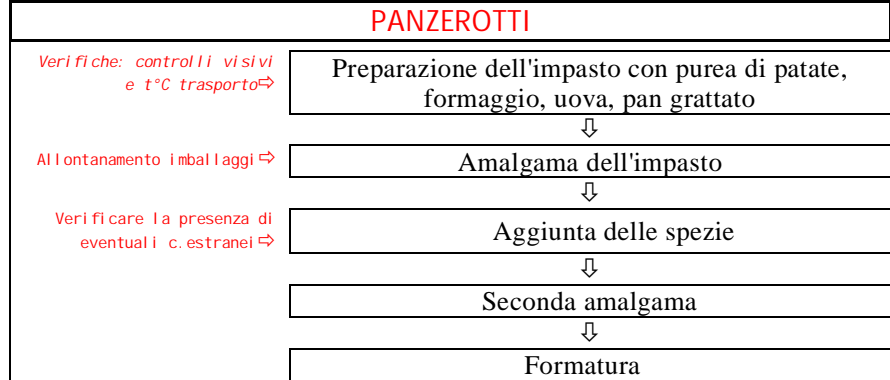 PANZEROTTI
Verifiche: controlli visivi
e t°C trasporto⇨
Preparazione dell'impasto con purea di patate,
formaggio, uova, pan grattato
⇩
Allontanamento imballaggi⇨
Amalgama dell'impasto
⇩
Verificare la presenza di
eventuali c.estranei⇨
Aggiunta delle spezie
⇩
Seconda amalgama
⇩
Formatura